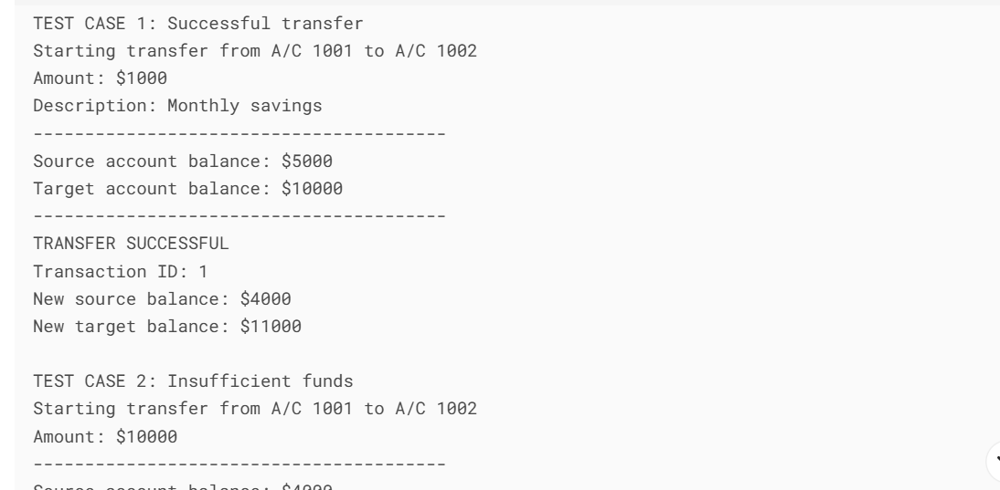 TEST CASE 1: Successful transfer
Starting transfer from A/C 1001 to A/C 1002
Amount: $1000
Description: Monthly savings
----------------------------------------
Source account balance: $5000
Target account balance: $10000
----------------------------------------
TRANSFER SUCCESSFUL
Transaction ID: 1
New source balance: $4000
New target balance: $11000

TEST CASE 2: Insufficient funds
Starting transfer from A/C 1001 to A/C 1002
Amount: $10000
----------------------------------------
Source account balance: $4000